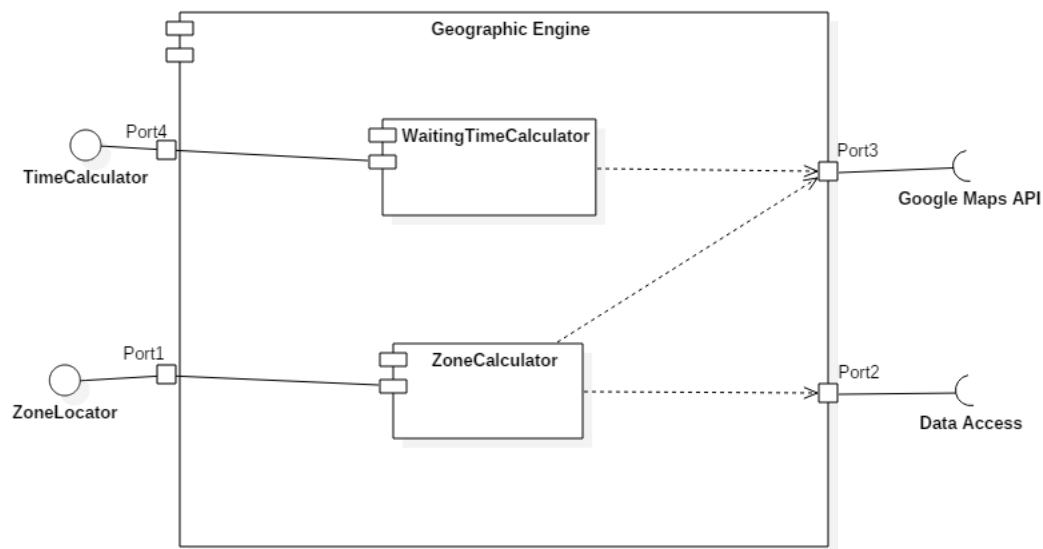 Geographic Engine
Port4
WaitingTimeCalculator
TimeCalculator
Port3
Google Maps API
Port1
ZoneCalculator
ZoneLocator
Port2
Data Access